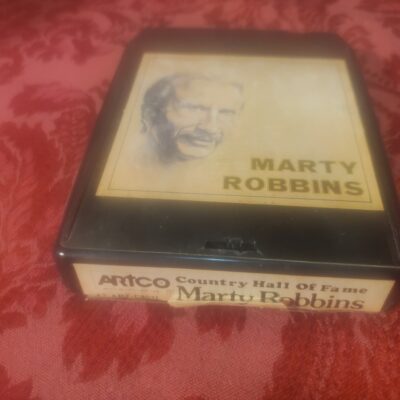 MARTY
ROBBINS
ARTCO Country Hall Of Fame
Marty Robbins